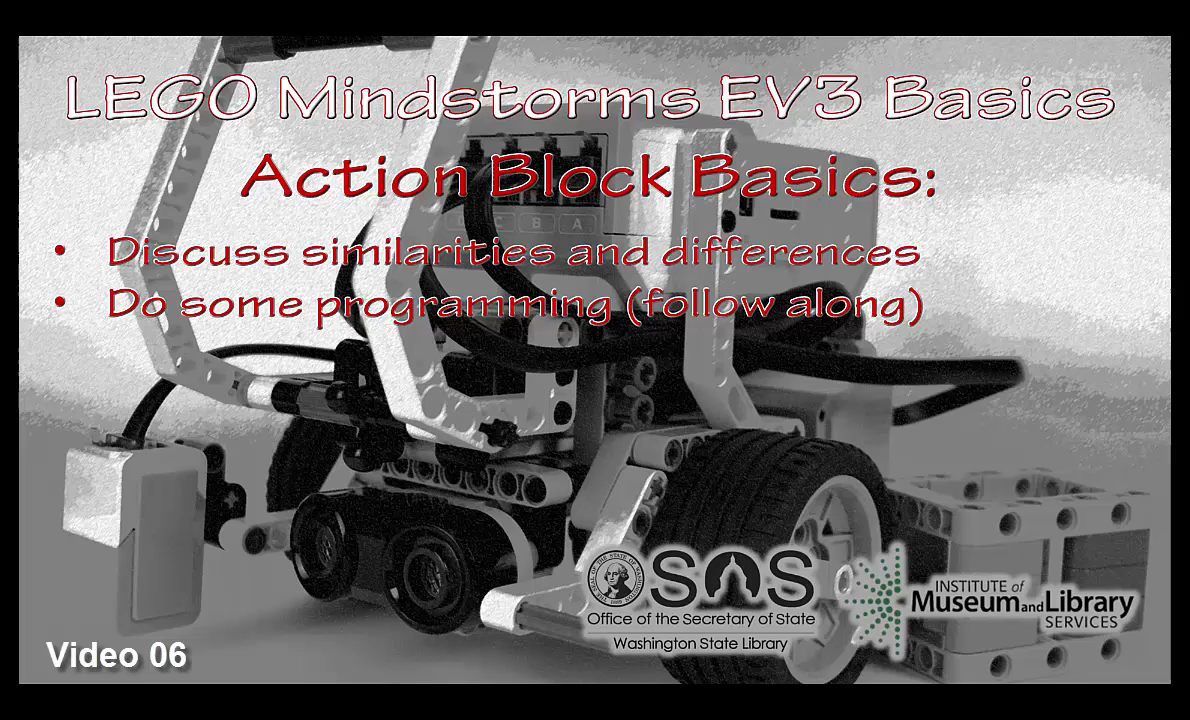 LEGO Mindstorms EV3 Basics
Action Block Basics:
• Discuss similarities and differences
• Do some programming (follow along)
B A
SOS
Office of the Secretary of State
Washington State Library
INSTITUTE of
Museum and Library
SERVICES
Video 06